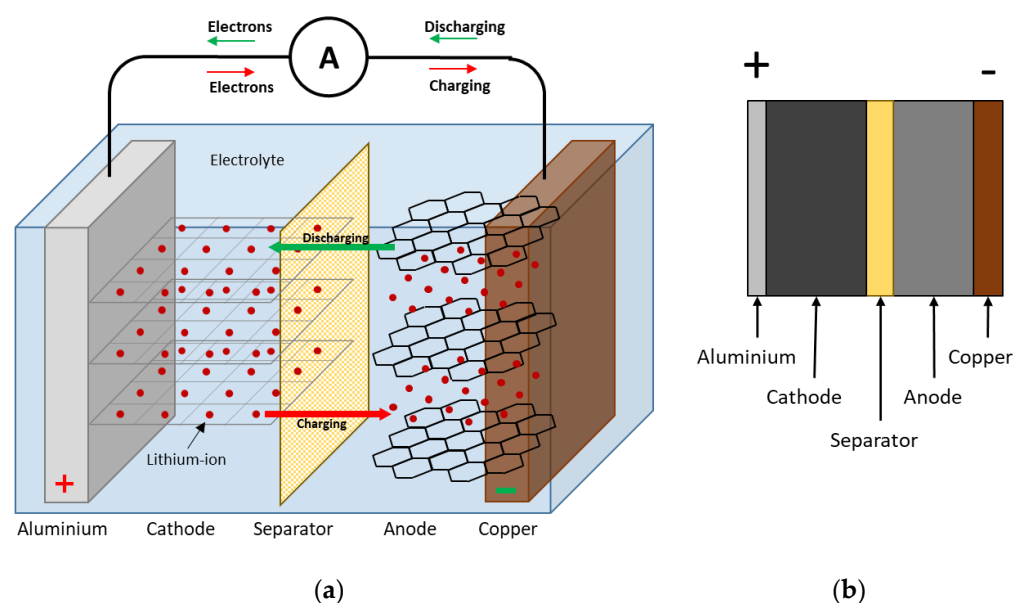 Electrons
Discharging
A
Electrons
Charging
Electrolyte
Discharging
Charging
Lithium-ion
+
-
Aluminium
Cathode
Separator
Anode
Copper
(a)
+
-
Aluminium
Copper
Cathode
Anode
Separator
(b)